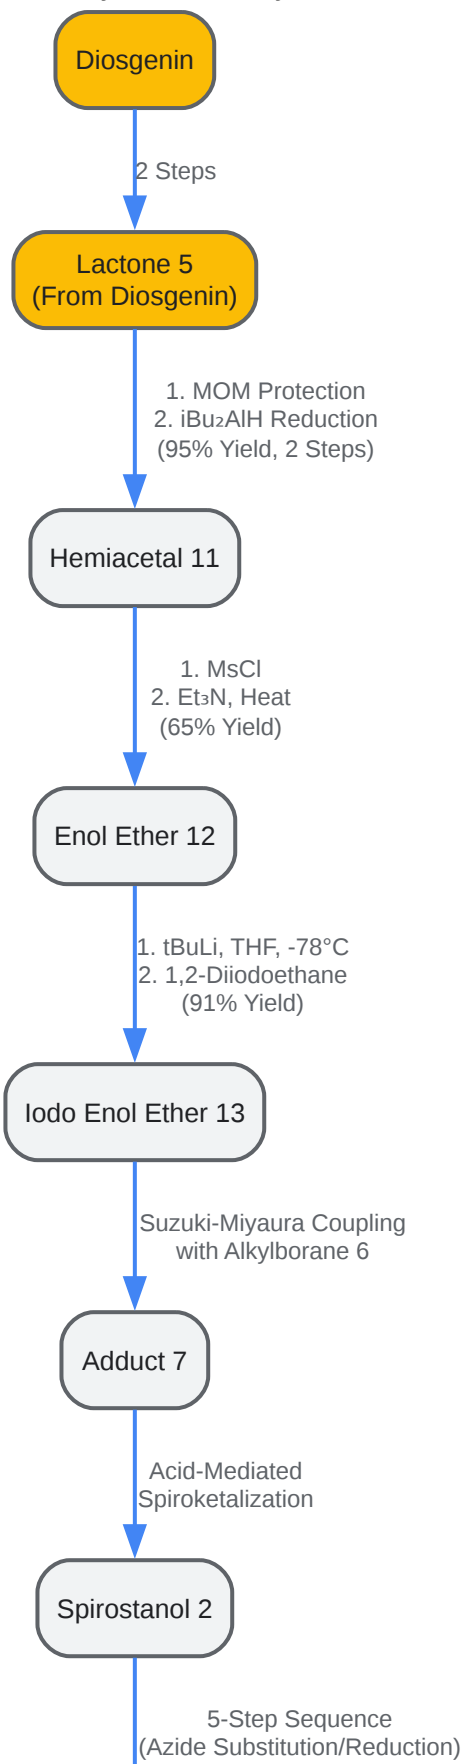 Diosgenin
2 Steps
Lactone 5
(From Diosgenin)
1. MOM Protection
2. iBu₂AlH Reduction
(95% Yield, 2 Steps)
Hemiacetal 11
1. MsCl
2. Et₃N, Heat
(65% Yield)
Enol Ether 12
1. tBuLi, THF, -78°C
2. 1,2-Diiodoethane
(91% Yield)
Iodo Enol Ether 13
Suzuki-Miyaura Coupling
with Alkylborane 6
Adduct 7
Acid-Mediated
Spiroketalization
Spirostanol 2
5-Step Sequence
(Azide Substitution/Reduction)